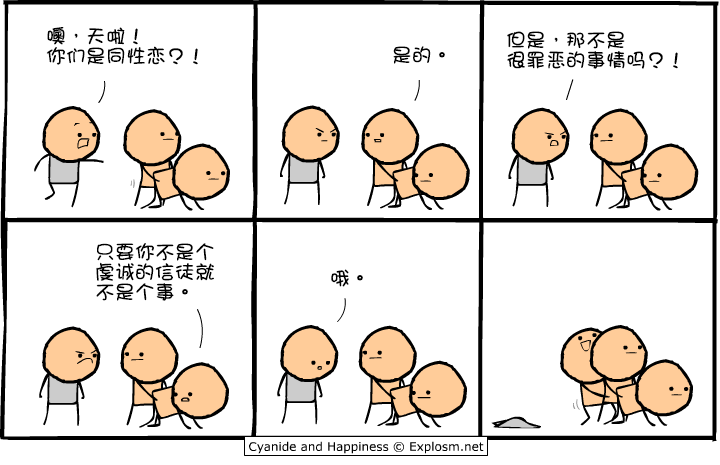 噢，天啦！
你们是同性恋？！
是的。
但是，那不是
很罪恶的事情吗？！
只要你不是个
虔诚的信徒就
不是个事。
哦。
Cyanide and Happiness © Explosm.net